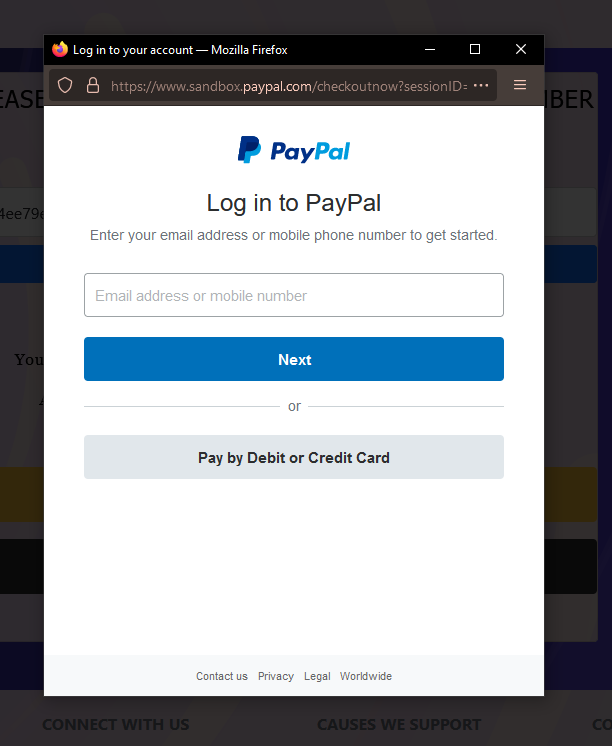 Log in to your account — Mozilla Firefox
https://www.sandbox.paypal.com/checkoutnow?sessionID=
PayPal
Log in to PayPal
Enter your email address or mobile phone number to get started.
Email address or mobile number
Next
or
Pay by Debit or Credit Card
Contact us Privacy Legal Worldwide
EASE
BER
4ee79e
You
CONNECT WITH US CAUSES WE SUPPORT CO